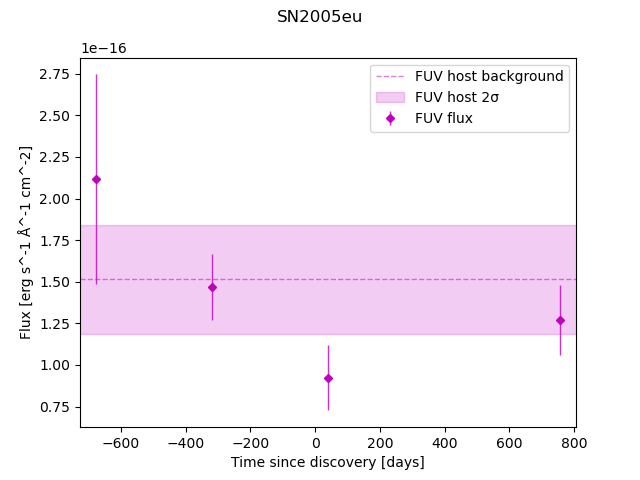 SN2005eu
1e−16
FUV host background
FUV host 2σ
FUV flux
2.75
2.50
2.25
2.00
1.75
1.50
1.25
1.00
0.75
Flux [erg s^-1 Å^-1 cm^-2]
−600
−400
−200
0
200
400
600
800
Time since discovery [days]